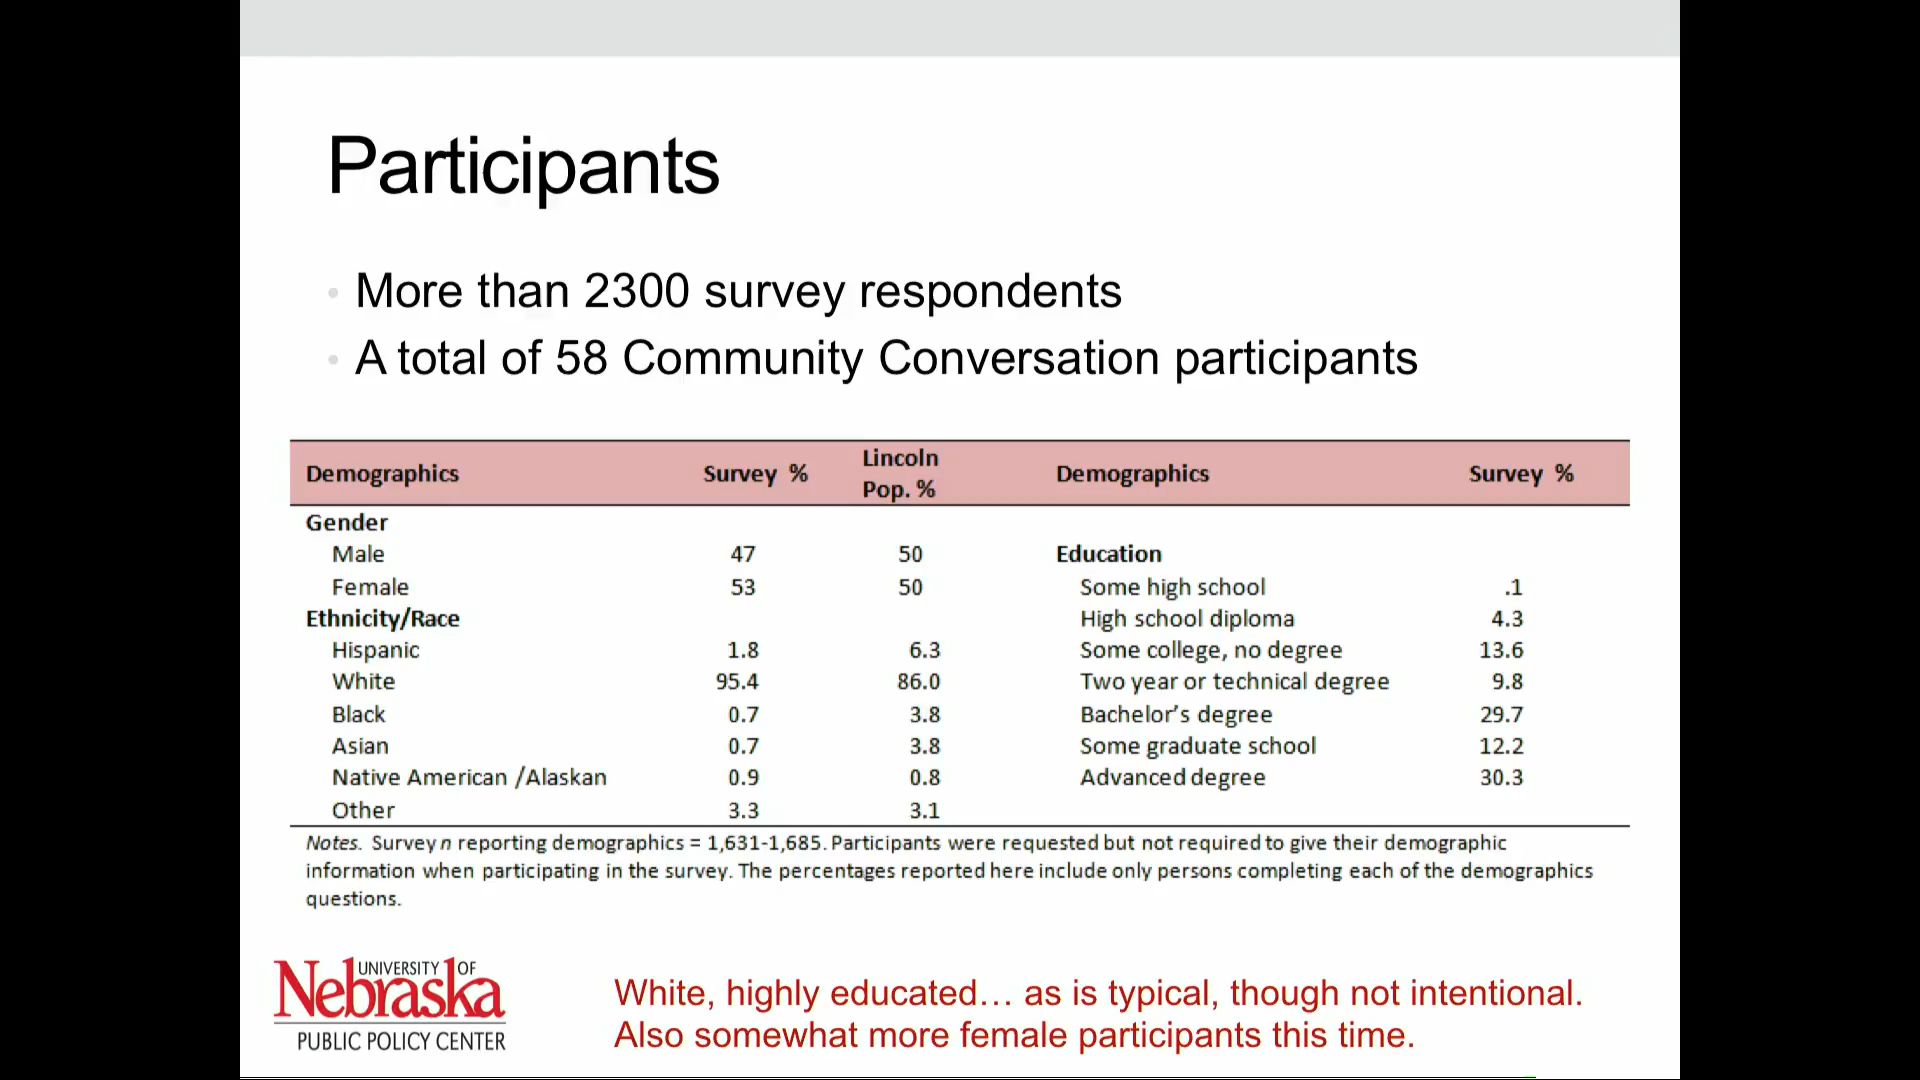 Participants
• More than 2300 survey respondents
• A total of 58 Community Conversation participants
Demographics Survey % Lincoln Pop. % Demographics Survey %
Gender
Male 47 50 Education
Female 53 50 Some high school .1
Ethnicity/Race High school diploma 4.3
Hispanic 1.8 6.3 Some college, no degree 13.6
White 95.4 86.0 Two year or technical degree 9.8
Black 0.7 3.8 Bachelor’s degree 29.7
Asian 0.7 3.8 Some graduate school 12.2
Native American /Alaskan 0.9 0.8 Advanced degree 30.3
Other 3.3 3.1
Notes. Survey n reporting demographics = 1,631-1,685. Participants were requested but not required to give their demographic
information when participating in the survey. The percentages reported here include only persons completing each of the demographics
questions.
UNIVERSITY OF
Nebraska
PUBLIC POLICY CENTER
White, highly educated… as is typical, though not intentional.
Also somewhat more female participants this time.